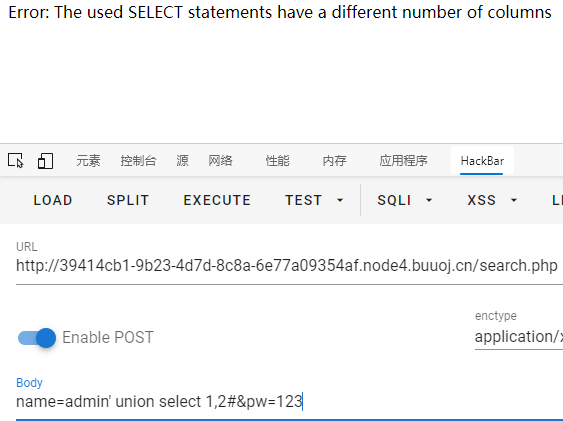 Error: The used SELECT statements have a different number of columns
元素 控制台 源 网络 性能 内存 应用程序 HackBar
LOAD SPLIT EXECUTE TEST SQLI XSS LI
URL
http://39414cb1-9b23-4d7d-8c8a-6e77a09354af.node4.buuoj.cn/search.php
Enable POST
enctype
application/x
Body
name=admin' union select 1,2#&pw=123